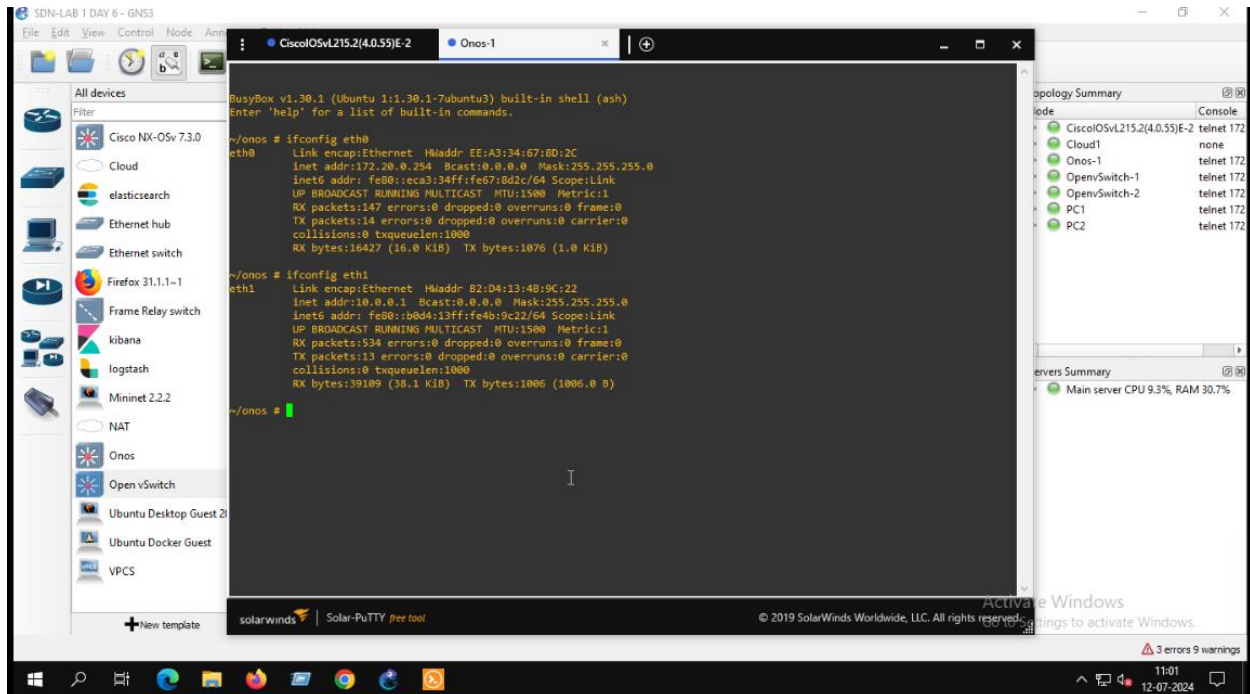 SDN-LAB 1 DAY 6 - GNS3
File Edit View Control Node Ann
CiscoIOSvL215.2(4.0.55)E-2
Onos-1
All devices
Filter
Cisco NX-OSv 7.3.0
Cloud
elasticsearch
Ethernet hub
Ethernet switch
Firefox 31.1.1~1
Frame Relay switch
kibana
logstash
Mininet 2.2.2
NAT
Onos
Open vSwitch
Ubuntu Desktop Guest 20
Ubuntu Docker Guest
VPCS
New template
BusyBox v1.30.1 (Ubuntu 1:1.30.1-7ubuntu3) built-in shell (ash)
Enter 'help' for a list of built-in commands.
~/onos # ifconfig eth0
eth0 Link encap:Ethernet HWaddr EE:A3:34:67:8D:2C
inet addr:172.20.0.254 Bcast:0.0.0.0 Mask:255.255.255.0
inet6 addr: fe80::eca3:34ff:fe67:8d2c/64 Scope:Link
UP BROADCAST RUNNING MULTICAST MTU:1500 Metric:1
RX packets:147 errors:0 dropped:0 overruns:0 frame:0
TX packets:14 errors:0 dropped:0 overruns:0 carrier:0
collisions:0 txqueuelen:1000
RX bytes:16427 (16.0 KiB) TX bytes:1076 (1.0 KiB)
~/onos # ifconfig eth1
eth1 Link encap:Ethernet HWaddr B2:D4:13:4B:9C:22
inet addr:10.0.0.1 Bcast:0.0.0.0 Mask:255.255.255.0
inet6 addr: fe80::b0d4:13ff:fe4b:9c22/64 Scope:Link
UP BROADCAST RUNNING MULTICAST MTU:1500 Metric:1
RX packets:534 errors:0 dropped:0 overruns:0 frame:0
TX packets:13 errors:0 dropped:0 overruns:0 carrier:0
collisions:0 txqueuelen:1000
RX bytes:39109 (38.1 KiB) TX bytes:1006 (1006.0 B)
~/onos #
solarwinds Solar-PuTTY free tool
© 2019 SolarWinds Worldwide, LLC. All rights reserved.
opology Summary
ode Console
CiscoIOSvL215.2(4.0.55)E-2 telnet 172
Cloud1 none
Onos-1 telnet 172
OpenvSwitch-1 telnet 172
OpenvSwitch-2 telnet 172
PC1 telnet 172
PC2 telnet 172
ervers Summary
Main server CPU 9.3%, RAM 30.7%
Activate Windows
Go to Settings to activate Windows.
3 errors 9 warnings
11:01
12-07-2024